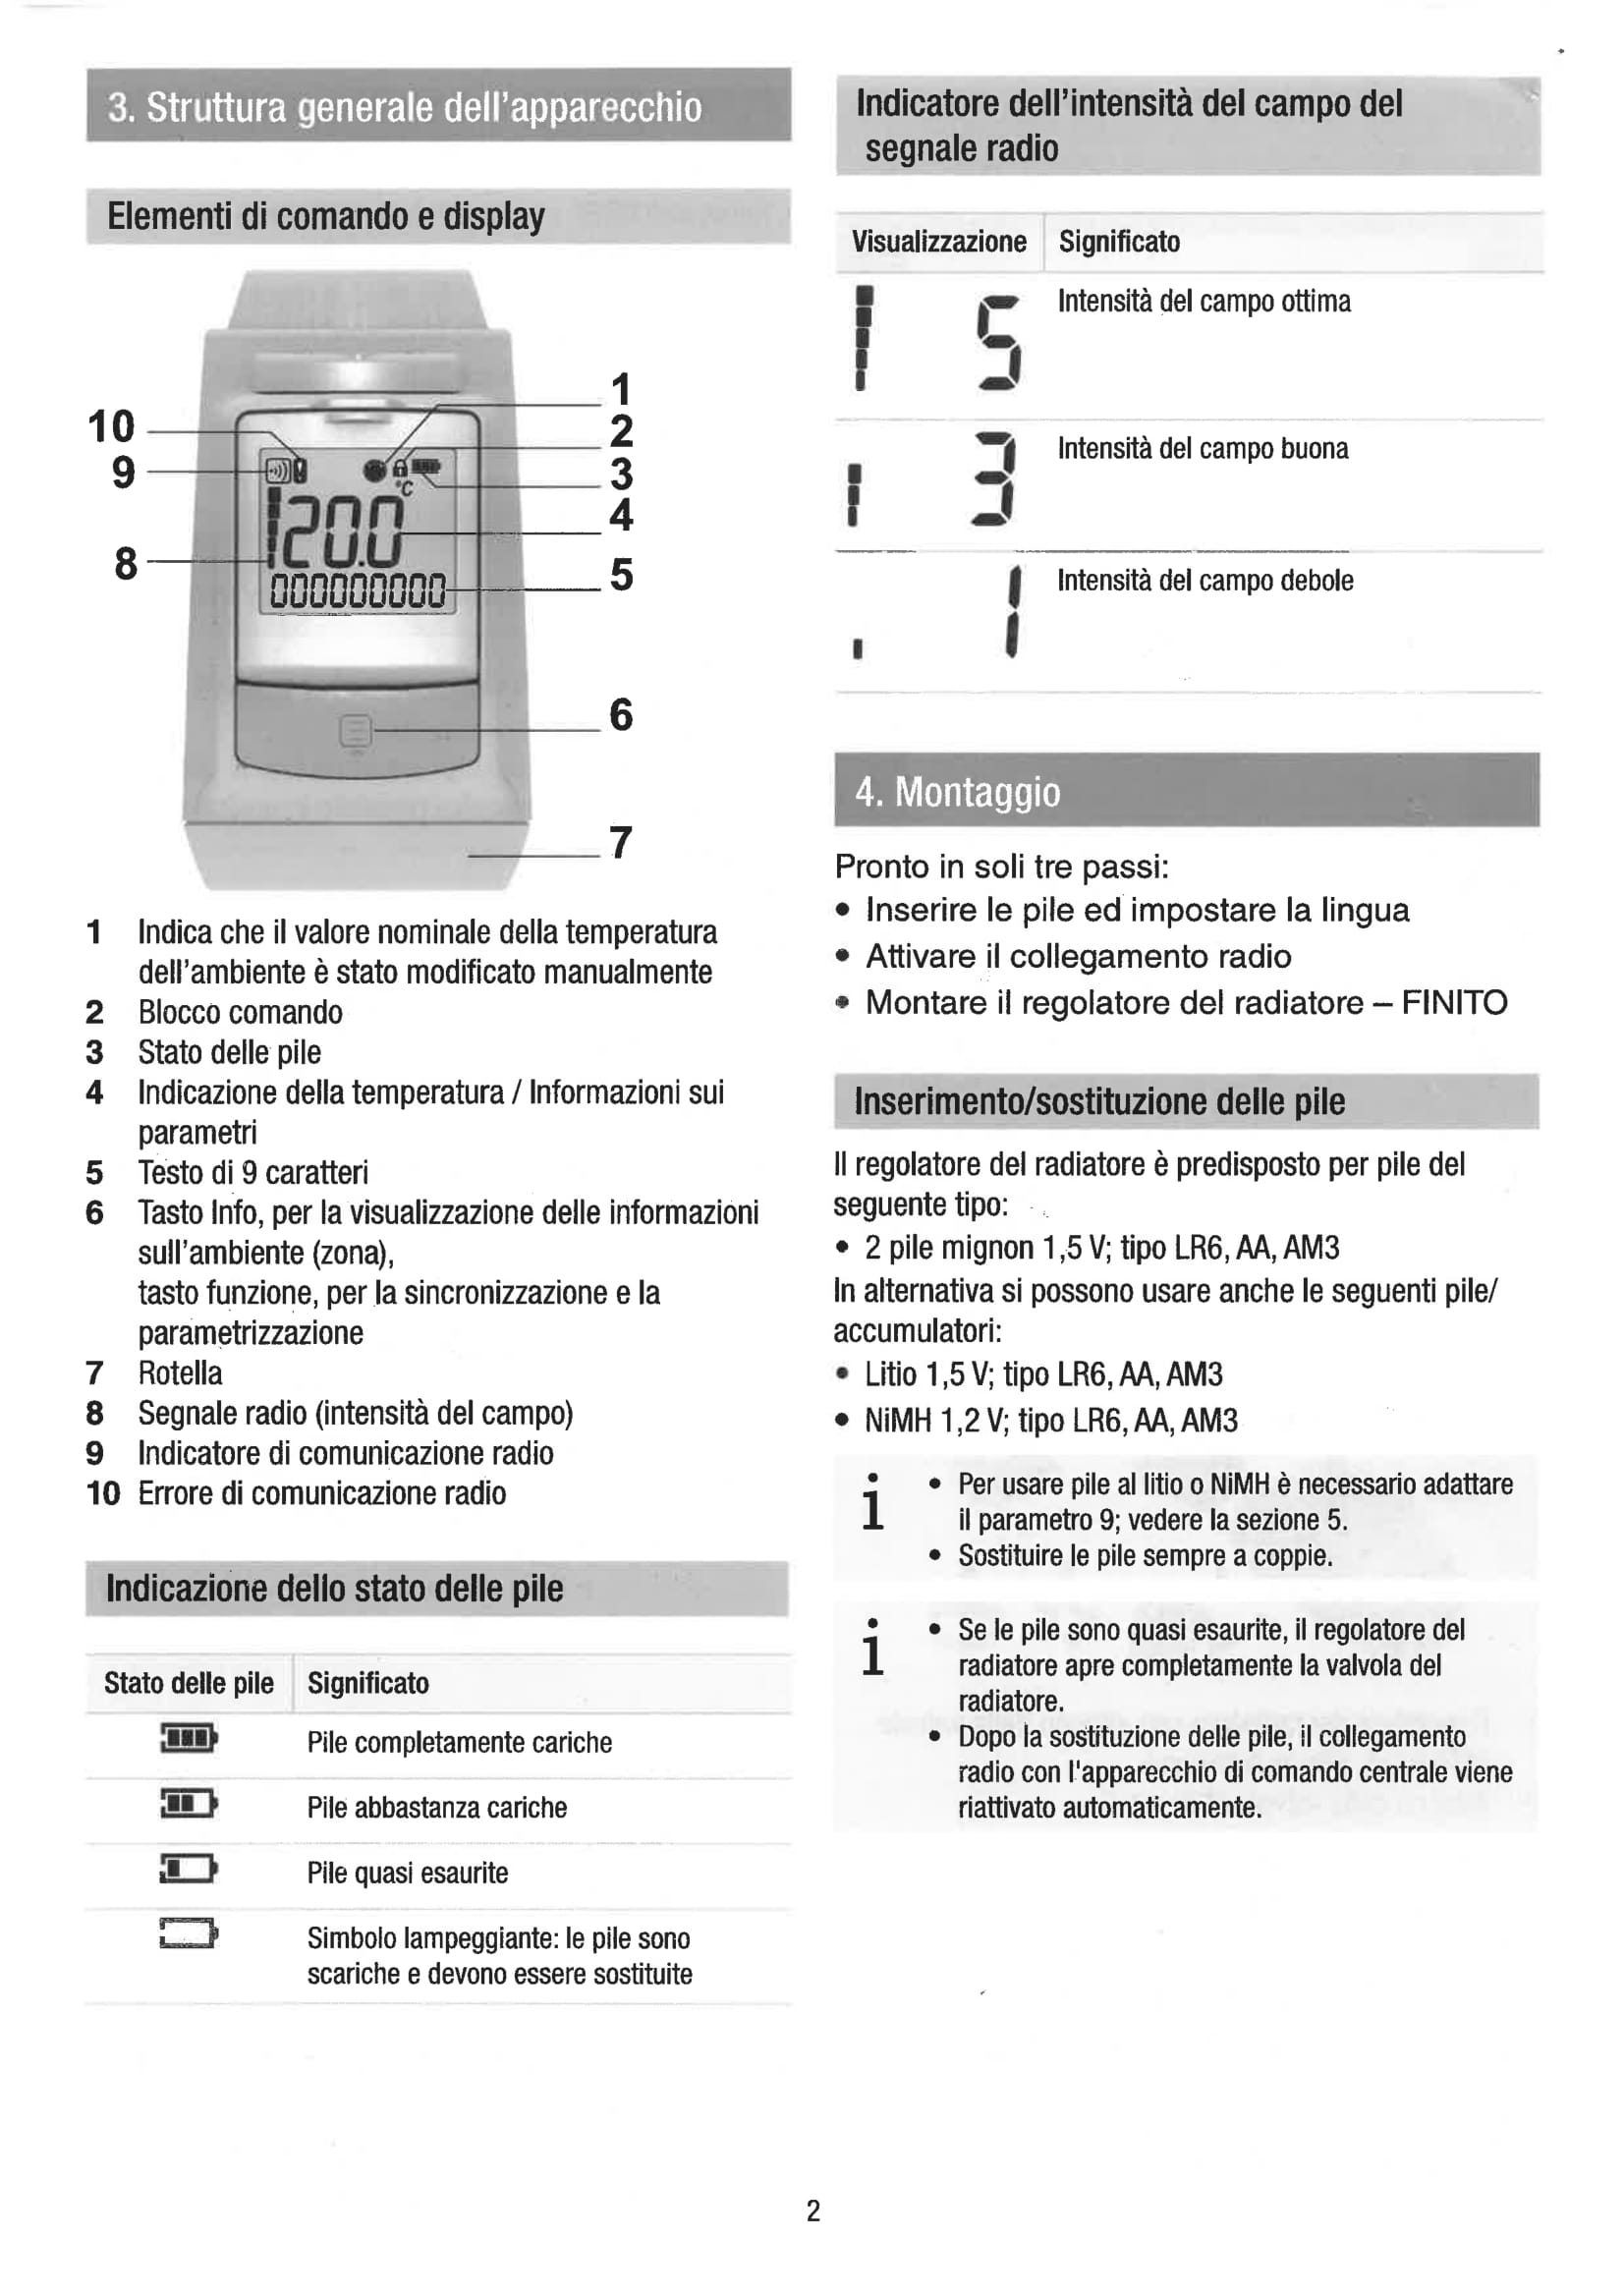 3. Struttura generale dell'apparecchio
Elementi di comando e display
10
9
8
1
2
3
4
5
6
7
°C
20.0
000000000
1 Indica che il valore nominale della temperatura
dell'ambiente è stato modificato manualmente
2 Blocco comando
3 Stato delle pile
4 Indicazione della temperatura / Informazioni sui
parametri
5 Testo di 9 caratteri
6 Tasto Info, per la visualizzazione delle informazioni
sull'ambiente (zona),
tasto funzione, per la sincronizzazione e la
parametrizzazione
7 Rotella
8 Segnale radio (intensità del campo)
9 Indicatore di comunicazione radio
10 Errore di comunicazione radio
Indicazione dello stato delle pile
Stato delle pile Significato
Pile completamente cariche
Pile abbastanza cariche
Pile quasi esaurite
Simbolo lampeggiante: le pile sono
scariche e devono essere sostituite
Indicatore dell'intensità del campo del
segnale radio
Visualizzazione Significato
5 Intensità del campo ottima
3 Intensità del campo buona
1 Intensità del campo debole
4. Montaggio
Pronto in soli tre passi:
• Inserire le pile ed impostare la lingua
• Attivare il collegamento radio
• Montare il regolatore del radiatore – FINITO
Inserimento/sostituzione delle pile
Il regolatore del radiatore è predisposto per pile del
seguente tipo:
• 2 pile mignon 1,5 V; tipo LR6, AA, AM3
In alternativa si possono usare anche le seguenti pile/
accumulatori:
• Litio 1,5 V; tipo LR6, AA, AM3
• NiMH 1,2 V; tipo LR6, AA, AM3
i • Per usare pile al litio o NiMH è necessario adattare
il parametro 9; vedere la sezione 5.
• Sostituire le pile sempre a coppie.
i • Se le pile sono quasi esaurite, il regolatore del
radiatore apre completamente la valvola del
radiatore.
• Dopo la sostituzione delle pile, il collegamento
radio con l'apparecchio di comando centrale viene
riattivato automaticamente.
2